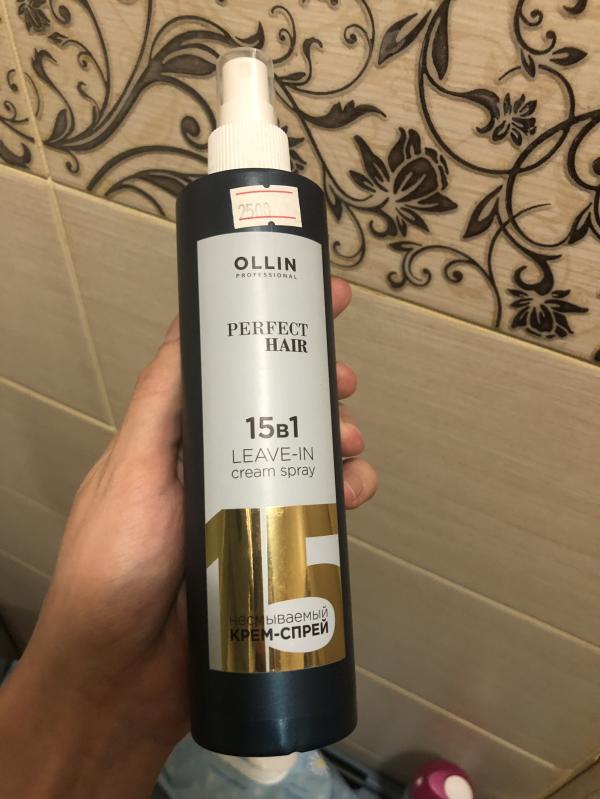 2500
OLLIN
PROFESSIONAL
PERFECT
HAIR
15в1
LEAVE-IN
cream spray
15
несмываемый
КРЕМ-СПРЕЙ